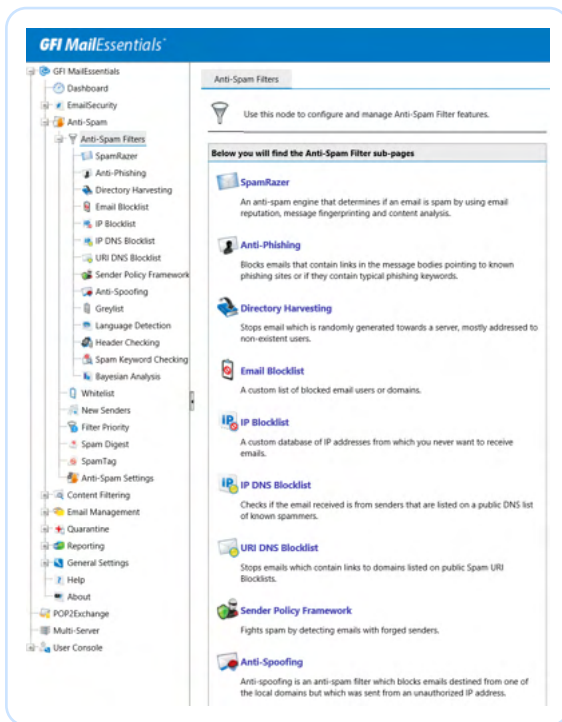 GFI MailEssentials
GFI MailEssentials
Dashboard
EmailSecurity
Anti-Spam
Anti-Spam Filters
SpamRazer
Anti-Phishing
Directory Harvesting
Email Blocklist
IP Blocklist
IP DNS Blocklist
URI DNS Blocklist
Sender Policy Framework
Anti-Spoofing
Greylist
Language Detection
Header Checking
Spam Keyword Checking
Bayesian Analysis
Whitelist
New Senders
Filter Priority
Spam Digest
SpamTag
Anti-Spam Settings
Content Filtering
Email Management
Quarantine
Reporting
General Settings
Help
About
POP2Exchange
Multi-Server
User Console
Anti-Spam Filters
Use this node to configure and manage Anti-Spam Filter features.
Below you will find the Anti-Spam Filter sub-pages
SpamRazer
An anti-spam engine that determines if an email is spam by using email
reputation, message fingerprinting and content analysis.
Anti-Phishing
Blocks emails that contain links in the message bodies pointing to known
phishing sites or if they contain typical phishing keywords.
Directory Harvesting
Stops email which is randomly generated towards a server, mostly addressed to
non-existent users.
Email Blocklist
A custom list of blocked email users or domains.
IP Blocklist
A custom database of IP addresses from which you never want to receive
emails.
IP DNS Blocklist
Checks if the email received is from senders that are listed on a public DNS list
of known spammers.
URI DNS Blocklist
Stops emails which contain links to domains listed on public Spam URI
Blocklists.
Sender Policy Framework
Fights spam by detecting emails with forged senders.
Anti-Spoofing
Anti-spoofing is an anti-spam filter which blocks emails destined from one of
the local domains but which was sent from an unauthorized IP address.